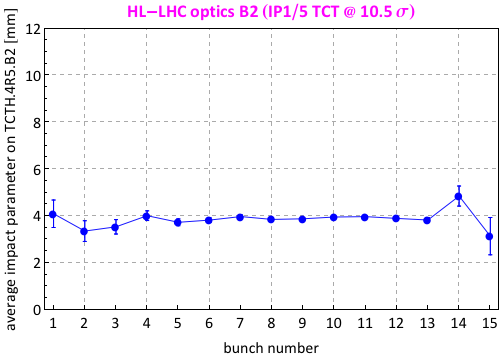 HL−LHC optics B2 (IP1/5 TCT @ 10.5 σ)
average impact parameter on TCTH.4R5.B2 [mm]
12
10
8
6
4
2
0
1 2 3 4 5 6 7 8 9 10 11 12 13 14 15
bunch number